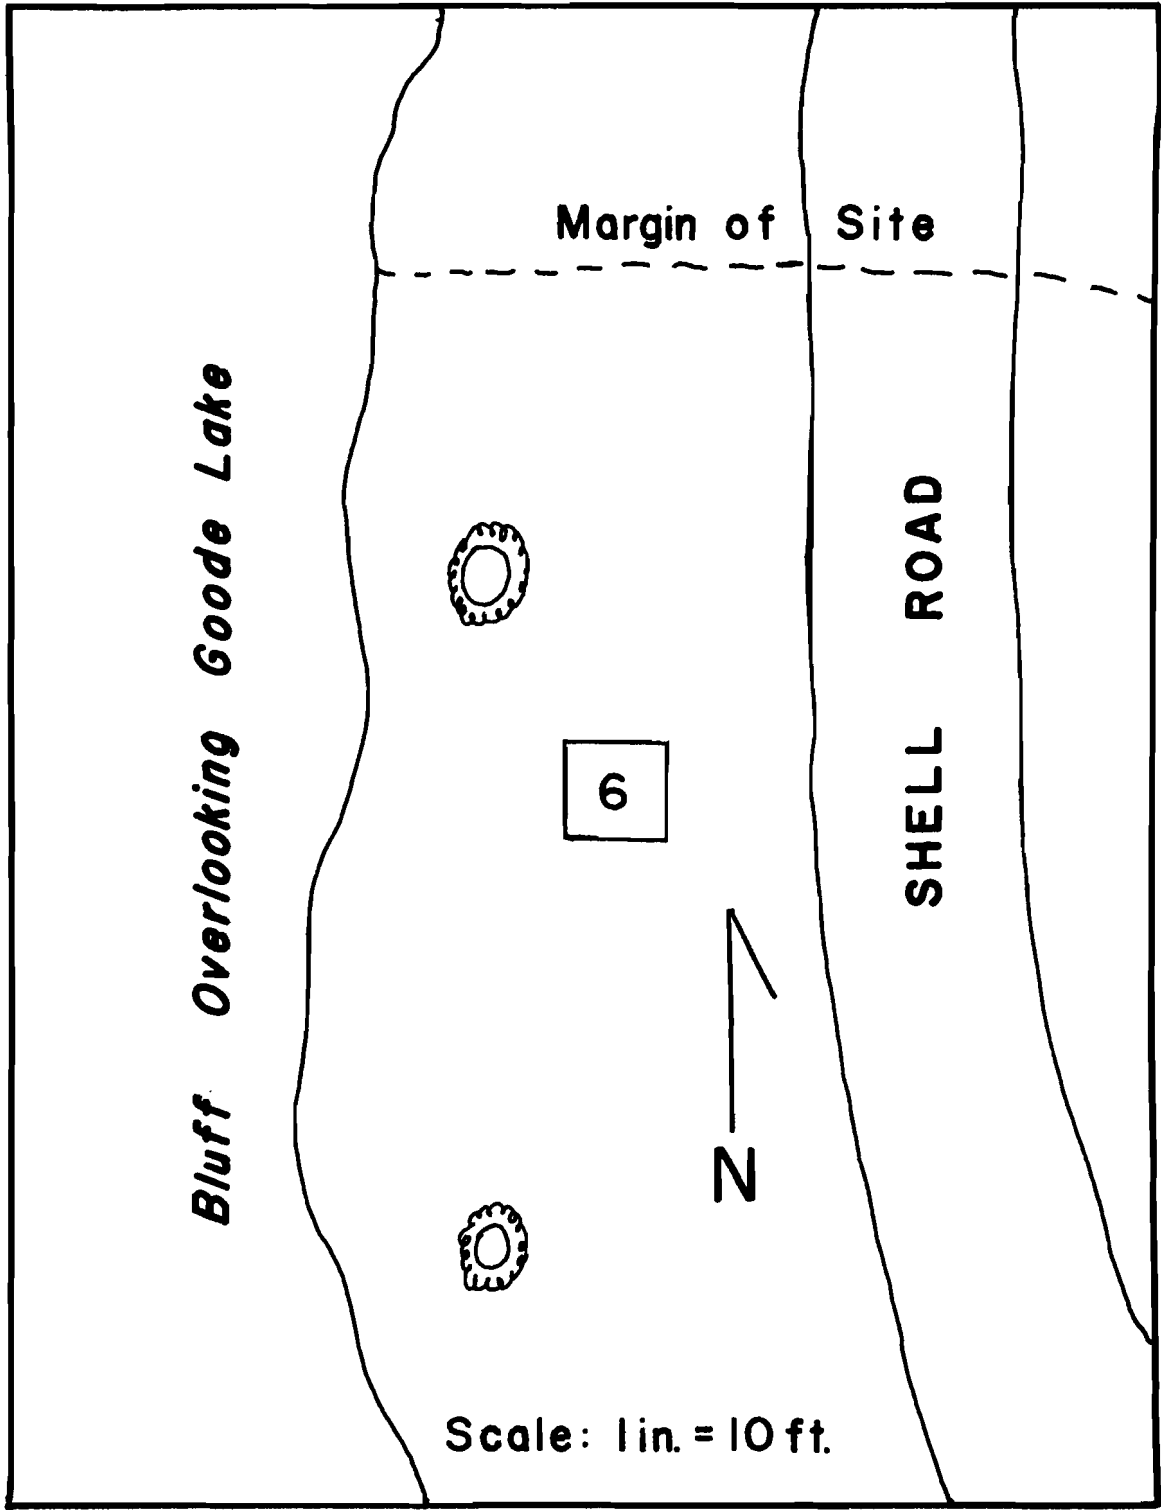 Margin of Site
Bluff Overlooking Goode Lake
SHELL ROAD
6
N
Scale: 1 in. = 10 ft.